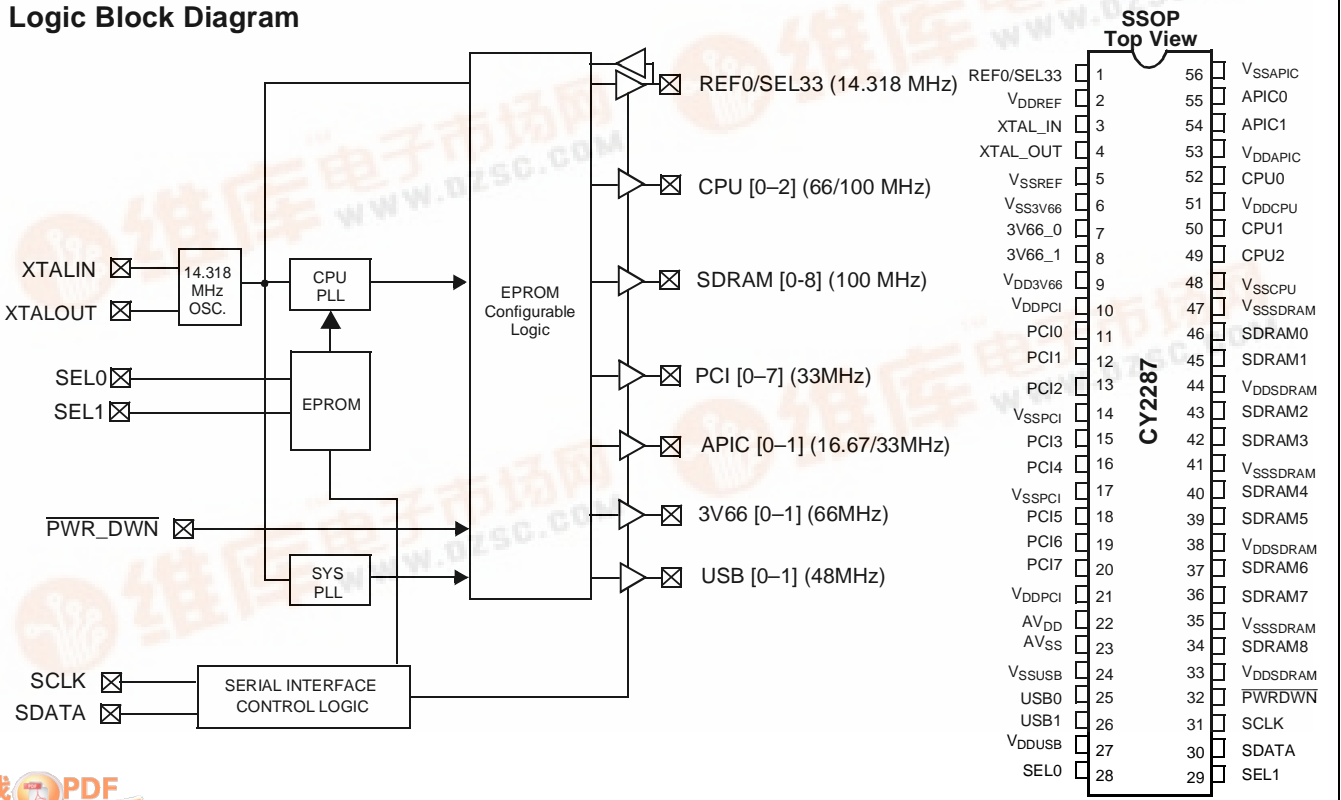 Logic Block Diagram
XTALIN
XTALOUT
14.318
MHz
OSC.
CPU
PLL
SEL0
SEL1
EPROM
PWR_DWN
SYS
PLL
SCLK
SDATA
SERIAL INTERFACE
CONTROL LOGIC
EPROM
Configurable
Logic
REF0/SEL33 (14.318 MHz)
CPU [0–2] (66/100 MHz)
SDRAM [0-8] (100 MHz)
PCI [0–7] (33MHz)
APIC [0–1] (16.67/33MHz)
3V66 [0–1] (66MHz)
USB [0–1] (48MHz)
SSOP
Top View
CY2287
REF0/SEL33 1 56 VSSAPIC
VDDREF 2 55 APIC0
XTAL_IN 3 54 APIC1
XTAL_OUT 4 53 VDDAPIC
VSSREF 5 52 CPU0
VSS3V66 6 51 VDDCPU
3V66_0 7 50 CPU1
3V66_1 8 49 CPU2
VDD3V66 9 48 VSSCPU
VDDPCI 10 47 VSSSDRAM
PCI0 11 46 SDRAM0
PCI1 12 45 SDRAM1
PCI2 13 44 VDDSDRAM
VSSPCI 14 43 SDRAM2
PCI3 15 42 SDRAM3
PCI4 16 41 VSSSDRAM
VSSPCI 17 40 SDRAM4
PCI5 18 39 SDRAM5
PCI6 19 38 VDDSDRAM
PCI7 20 37 SDRAM6
VDDPCI 21 36 SDRAM7
AVDD 22 35 VSSSDRAM
AVSS 23 34 SDRAM8
VSSUSB 24 33 VDDSDRAM
USB0 25 32 PWRDWN
USB1 26 31 SCLK
VDDUSB 27 30 SDATA
SEL0 28 29 SEL1
维库电子市场网
WWW.DZSC.COM
PDF